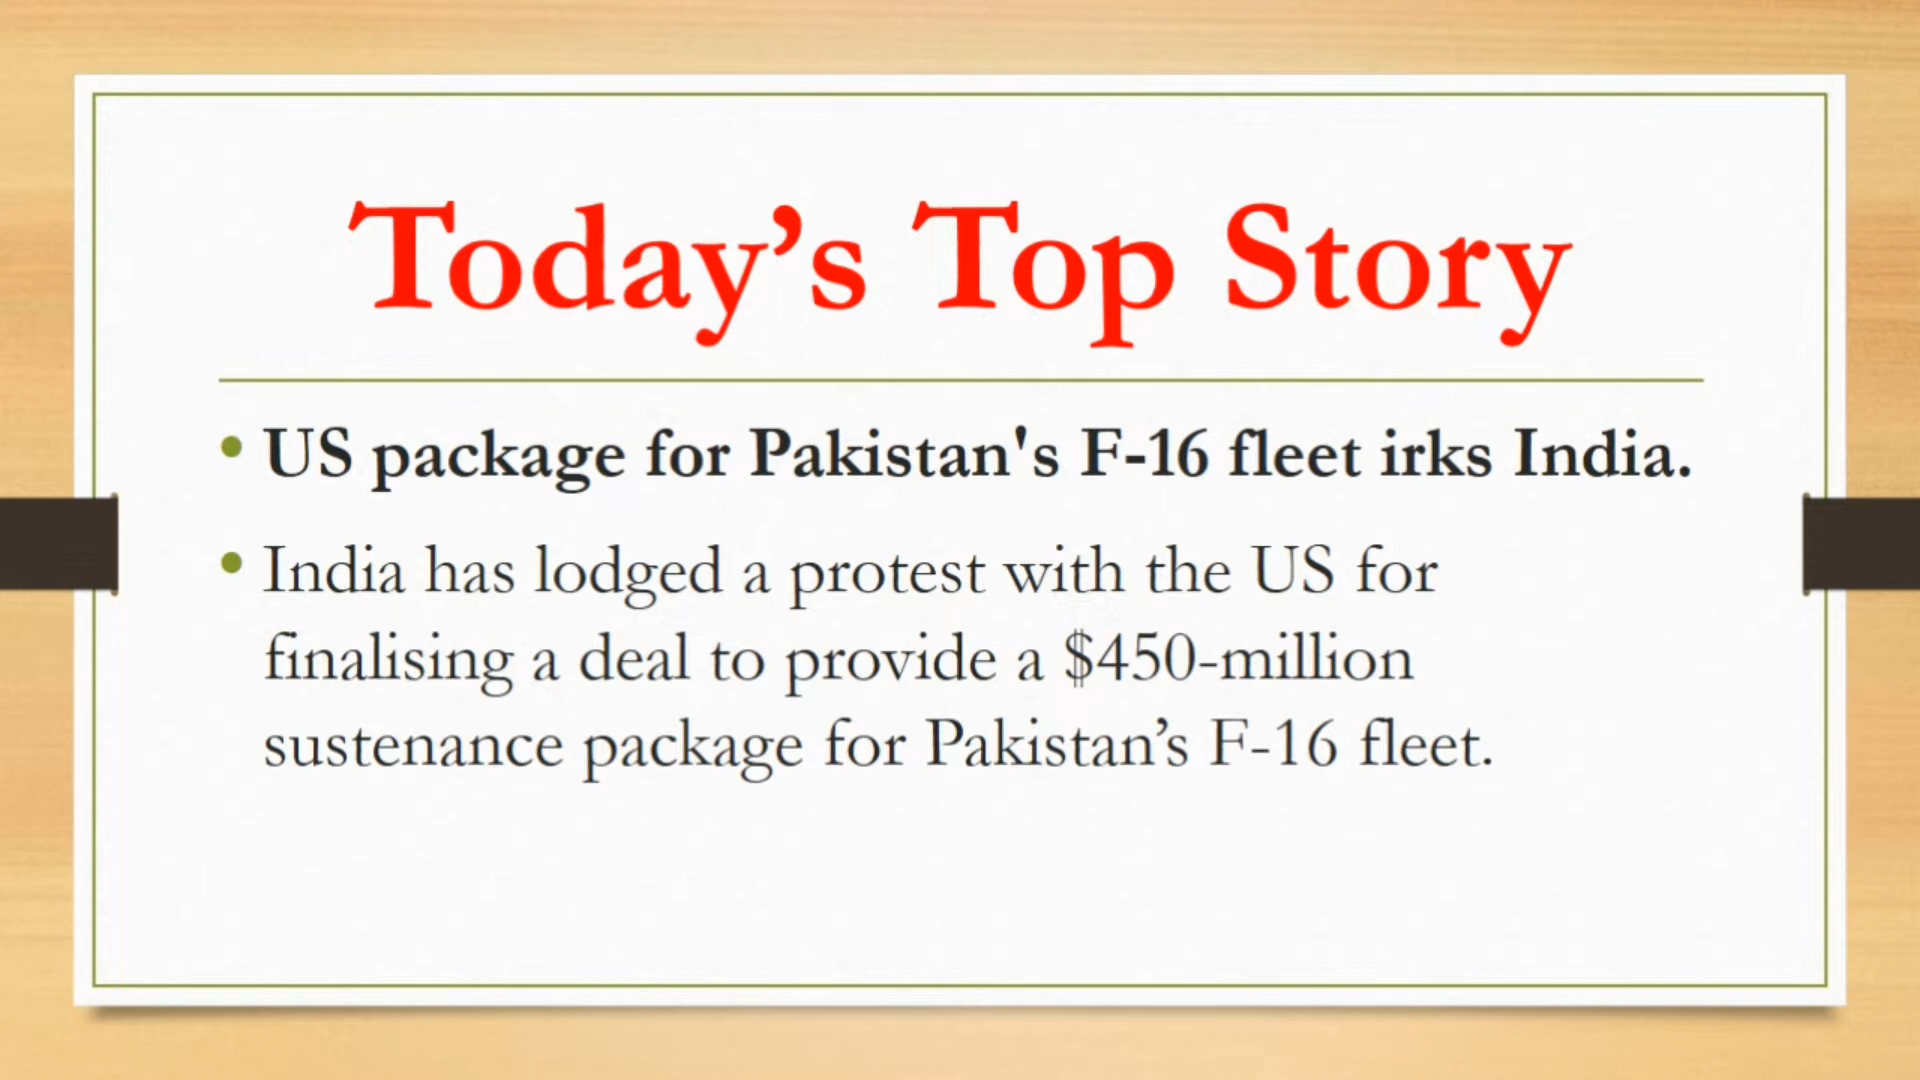 Today’s Top Story
• US package for Pakistan's F-16 fleet irks India.
• India has lodged a protest with the US for
finalising a deal to provide a $450-million
sustenance package for Pakistan’s F-16 fleet.